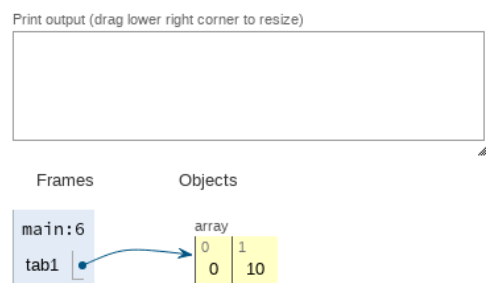 Print output (drag lower right corner to resize)
Frames Objects
main:6
array
0 1
tab1
0 10